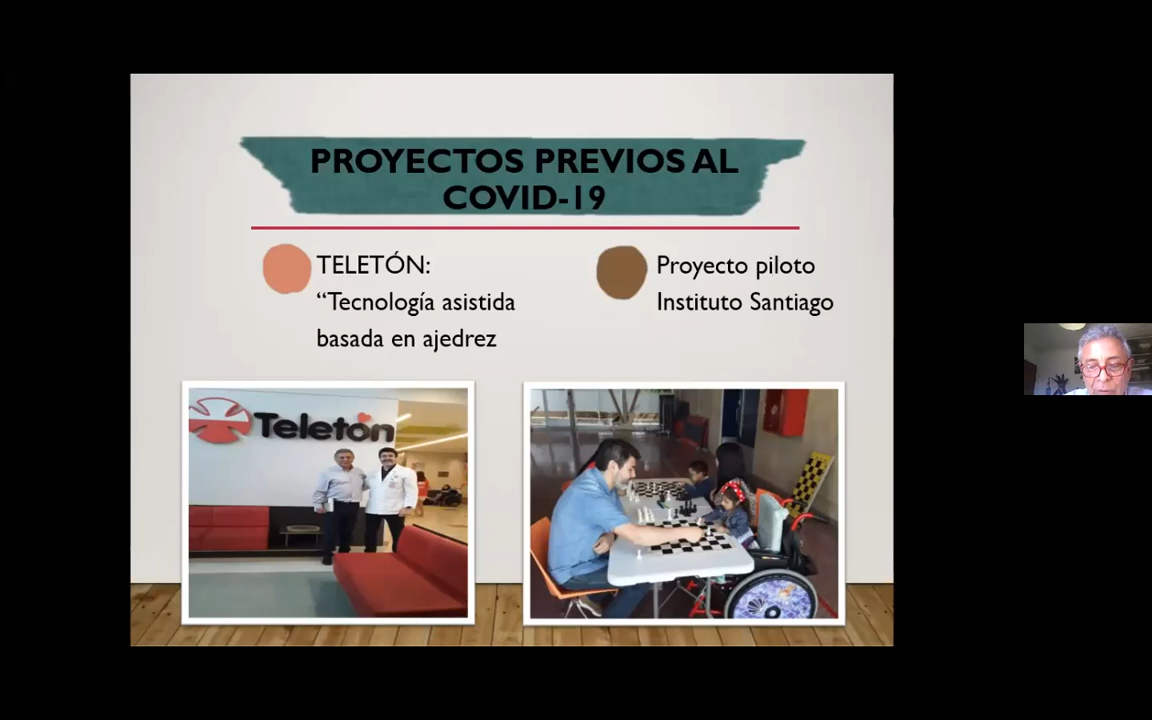 PROYECTOS PREVIOS AL
COVID-19
TELETÓN:
“Tecnología asistida
basada en ajedrez
Proyecto piloto
Instituto Santiago
Teletón